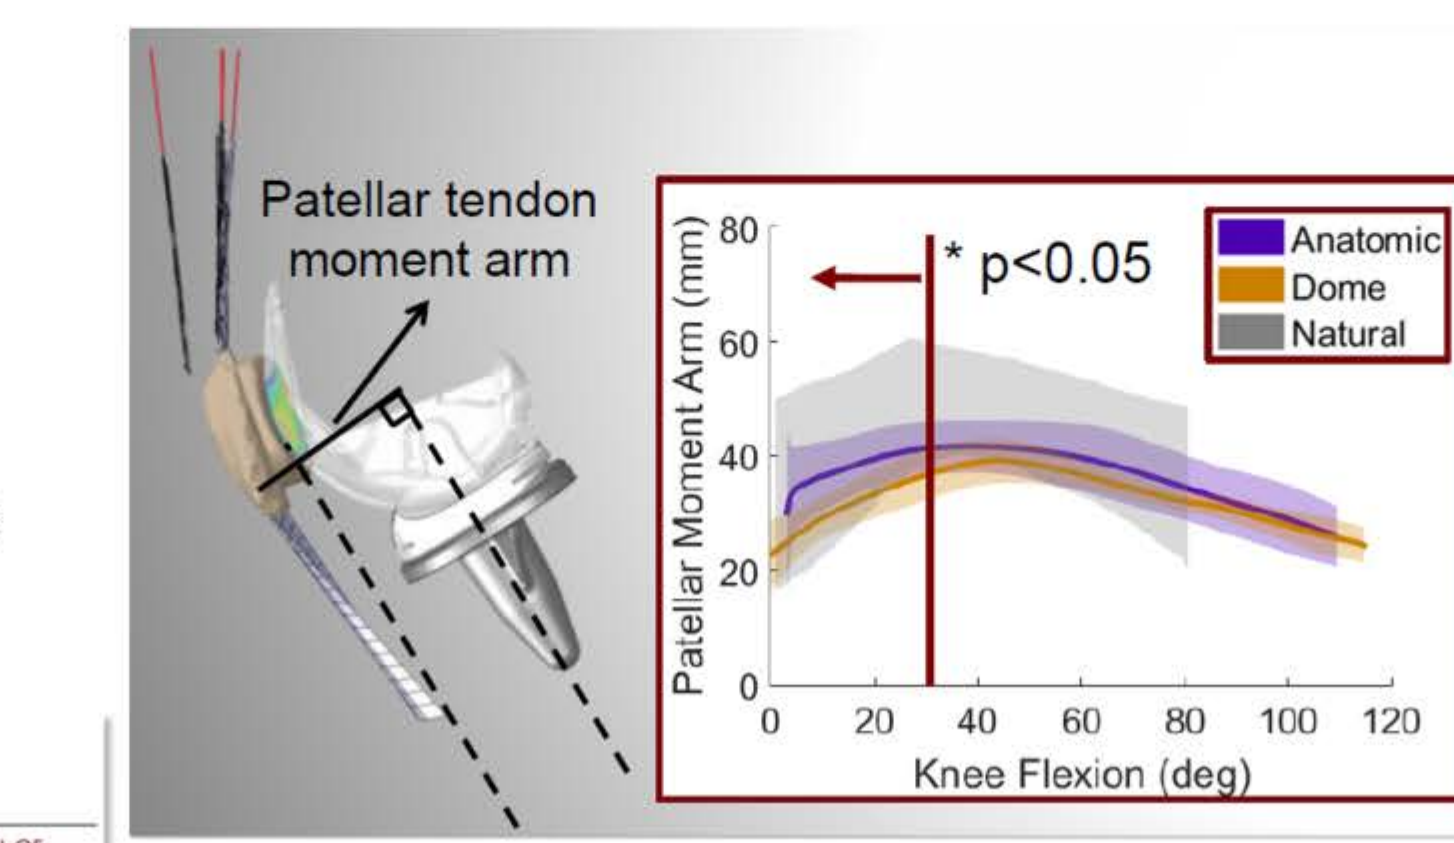 Patellar tendon
moment arm
Patellar Moment Arm (mm)
80
60
40
20
0
* p<0.05
Anatomic
Dome
Natural
0 20 40 60 80 100 120
Knee Flexion (deg)